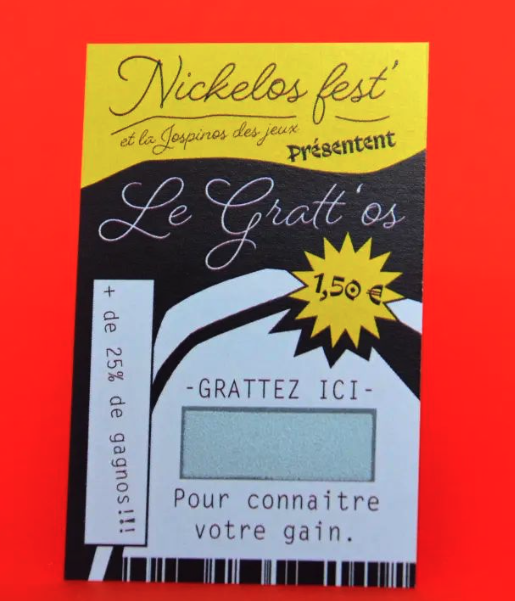 Nickelos fest'
et la Jospinos des jeux
Présentent
Le Gratt'os
1,50 €
+ de 25% de gagnos!!!
-GRATTEZ ICI-
Pour connaitre
votre gain.